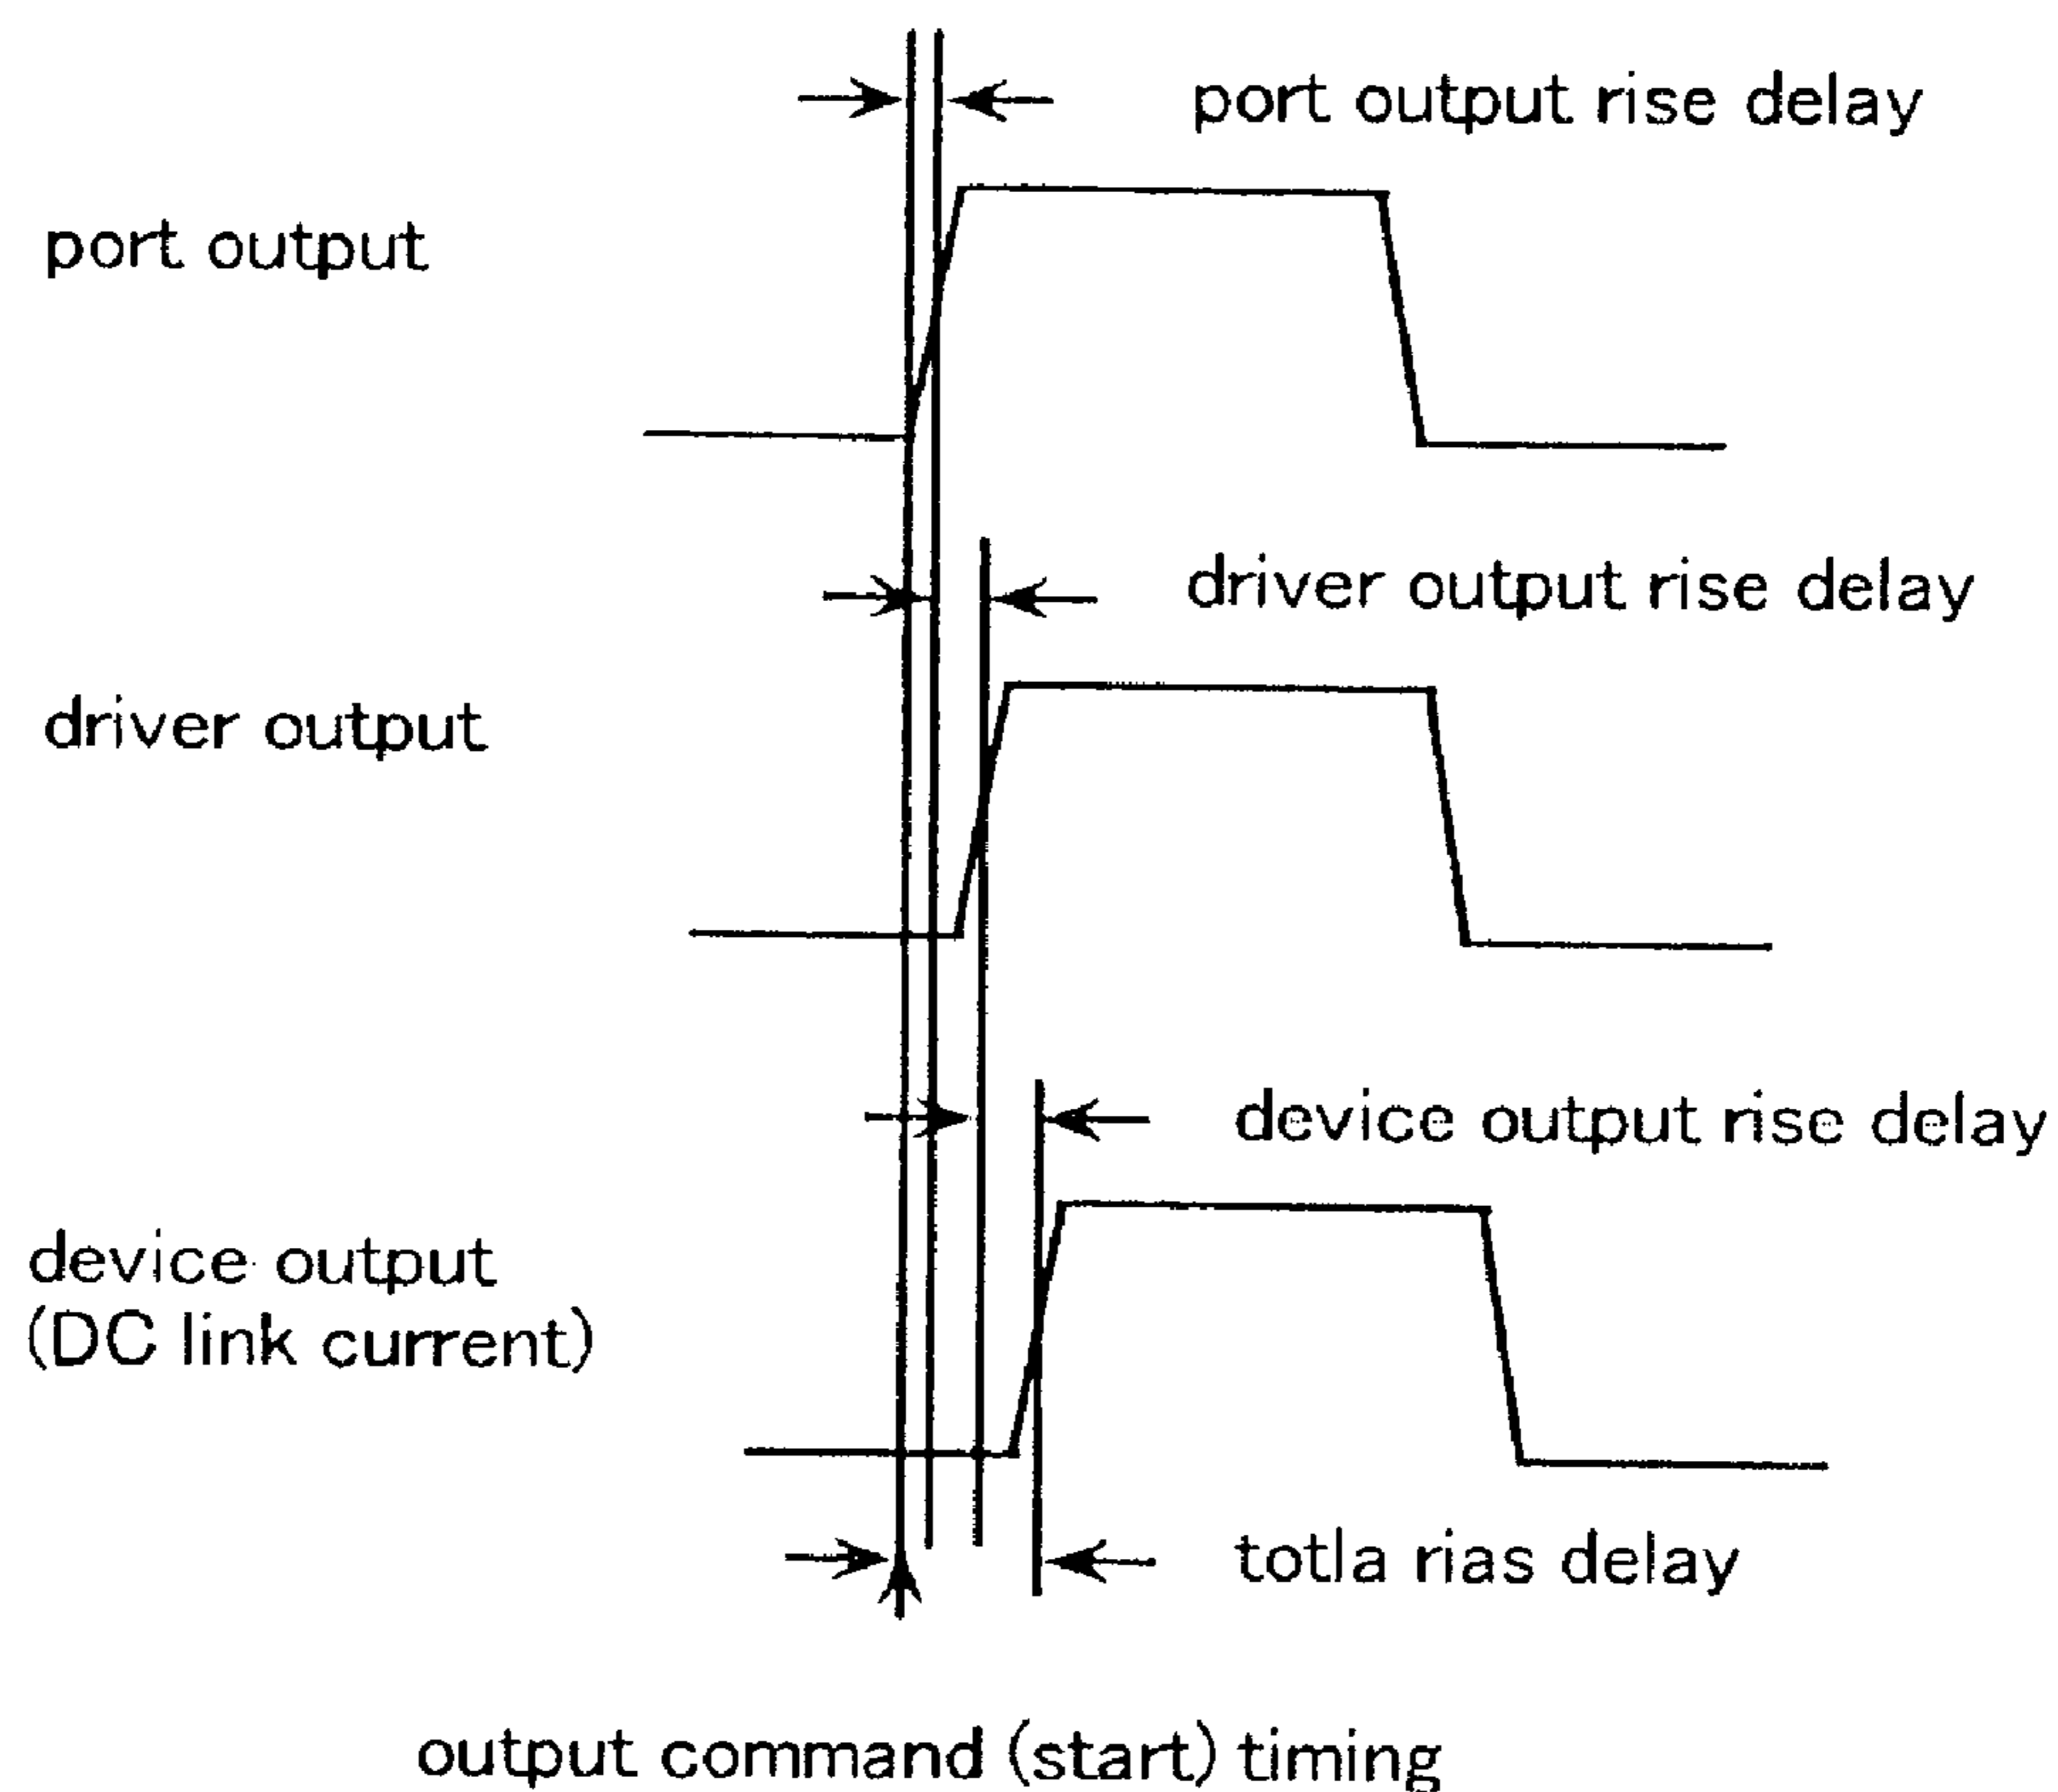 port output rise delay
port output
driver output rise delay
driver output
device output rise delay
device output
(DC link current)
totla rias delay
output command (start) timing